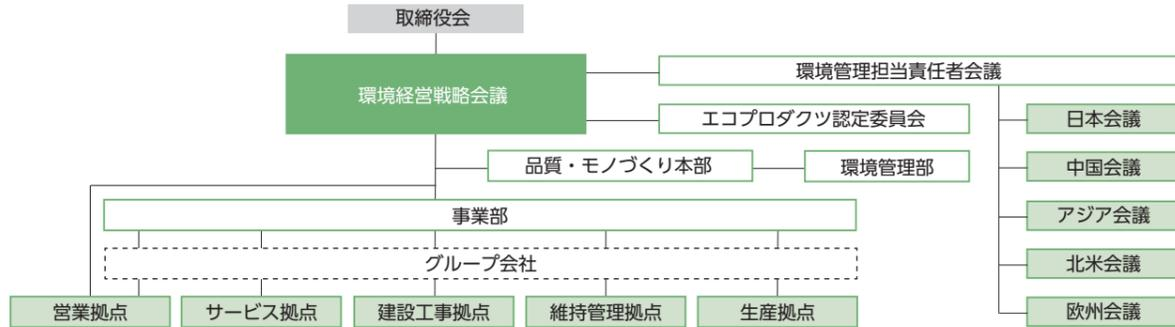 取締役会
環境経営戦略会議
環境管理担当責任者会議
エコプロダクツ認定委員会
日本会議
品質・モノづくり本部
環境管理部
中国会議
事業部
アジア会議
グループ会社
北米会議
営業拠点
サービス拠点
建設工事拠点
維持管理拠点
生産拠点
欧州会議